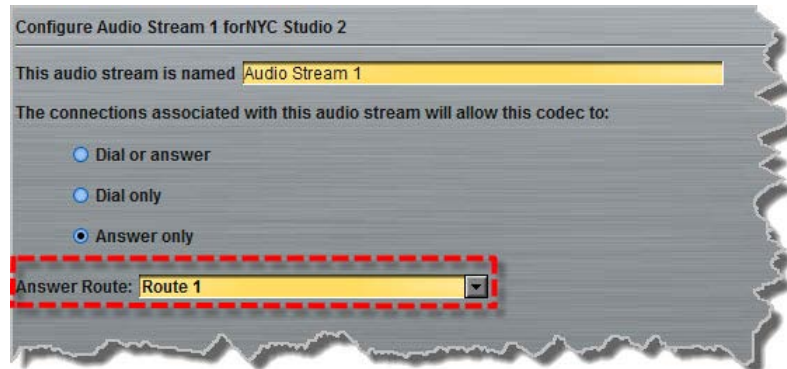 Configure Audio Stream 1 forNYC Studio 2
This audio stream is named Audio Stream 1
The connections associated with this audio stream will allow this codec to:
Dial or answer
Dial only
Answer only
Answer Route: Route 1